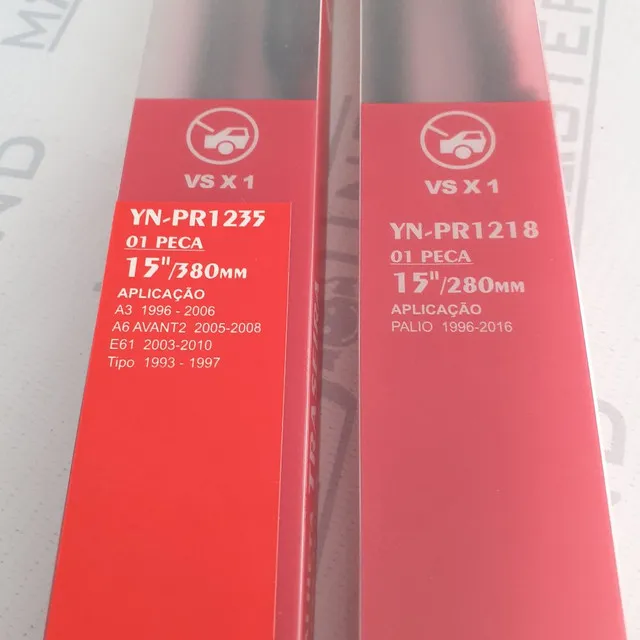 VS X 1
YN-PR1235
01 PECA
15"/380MM
APLICAÇÃO
A3 1996 - 2006
A6 AVANT2 2005-2008
E61 2003-2010
Tipo 1993 - 1997
VS X 1
YN-PR1218
01 PECA
15"/280MM
APLICAÇÃO
PALIO 1996-2016